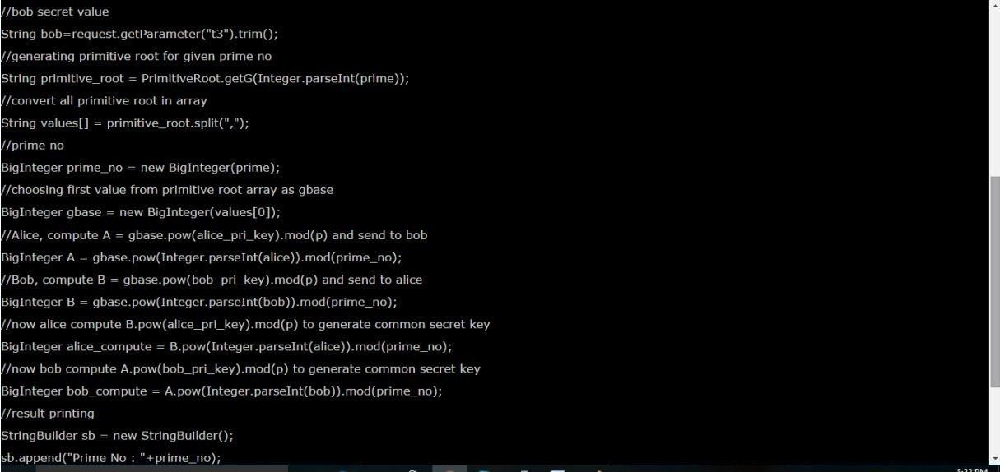 //bob secret value
String bob=request.getParameter("t3").trim();
//generating primitive root for given prime no
String primitive_root = PrimitiveRoot.getG(Integer.parseInt(prime));
//convert all primitive root in array
String values[] = primitive_root.split(",");
//prime no
BigInteger prime_no = new BigInteger(prime);
//choosing first value from primitive root array as gbase
BigInteger gbase = new BigInteger(values[0]);
//Alice, compute A = gbase.pow(alice_pri_key).mod(p) and send to bob
BigInteger A = gbase.pow(Integer.parseInt(alice)).mod(prime_no);
//Bob, compute B = gbase.pow(bob_pri_key).mod(p) and send to alice
BigInteger B = gbase.pow(Integer.parseInt(bob)).mod(prime_no);
//now alice compute B.pow(alice_pri_key).mod(p) to generate common secret key
BigInteger alice_compute = B.pow(Integer.parseInt(alice)).mod(prime_no);
//now bob compute A.pow(bob_pri_key).mod(p) to generate common secret key
BigInteger bob_compute = A.pow(Integer.parseInt(bob)).mod(prime_no);
//result printing
StringBuilder sb = new StringBuilder();
sb.append("Prime No : "+prime_no);
5:22 PM